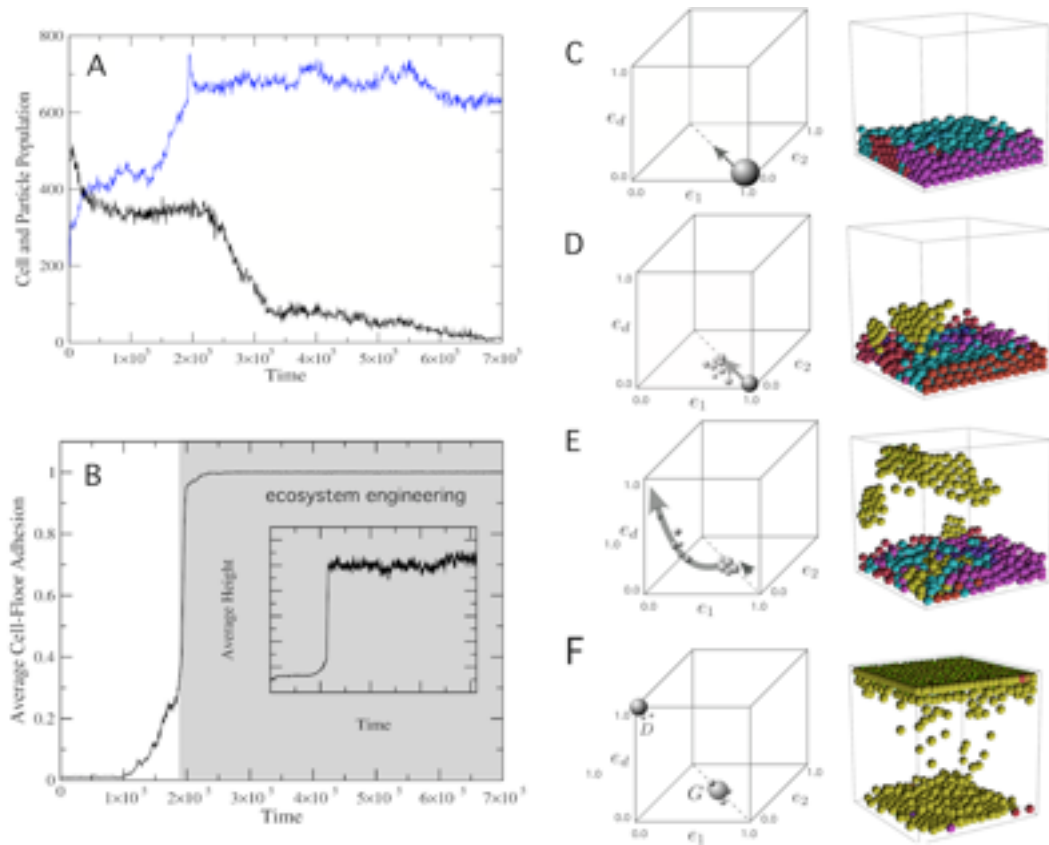 A
800
600
400
200
0
Cell and Particle Population
0 1×10⁵ 2×10⁵ 3×10⁵ 4×10⁵ 5×10⁵ 6×10⁵ 7×10⁵
Time
B
1
0.8
0.6
0.4
0.2
0
Average Cell-Floor Adhesion
ecosystem engineering
Average Height
Time
0 1×10⁵ 2×10⁵ 3×10⁵ 4×10⁵ 5×10⁵ 6×10⁵ 7×10⁵
Time
C
1.0
e_d
1.0
e_2
0.0
0.0
0.0
e_1
D
1.0
e_d
1.0
e_2
0.0
0.0
0.0
1.0
e_1
E
1.0
e_d
1.0
1.0
e_2
0.0
0.0
0.0
1.0
e_1
F
1.0
D
e_d
1.0
1.0
G
e_2
0.0
0.0
0.0
1.0
e_1